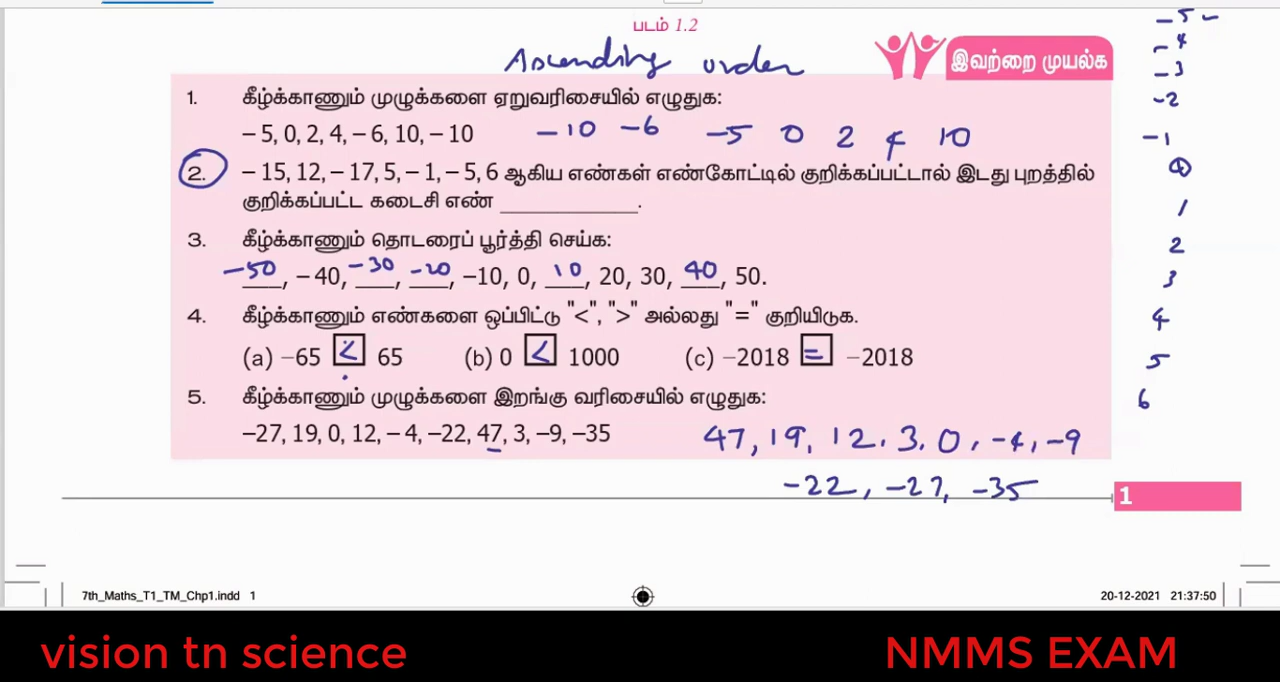 படம் 1.2
Ascending order
இவற்றை முயல்க
1. கீழ்க்காணும் முழுக்களை ஏறுவரிசையில் எழுதுக:
– 5, 0, 2, 4, – 6, 10, – 10 -10 -6 -5 0 2 4 10
2. – 15, 12, – 17, 5, – 1, – 5, 6 ஆகிய எண்கள் எண்கோட்டில் குறிக்கப்பட்டால் இடது புறத்தில்
குறிக்கப்பட்ட கடைசி எண் ____________.
3. கீழ்க்காணும் தொடரைப் பூர்த்தி செய்க:
-50, – 40, -30, -20, –10, 0, 10, 20, 30, 40, 50.
4. கீழ்க்காணும் எண்களை ஒப்பிட்டு "<", ">" அல்லது "=" குறியிடுக.
(a) –65 < 65 (b) 0 < 1000 (c) –2018 = –2018
5. கீழ்க்காணும் முழுக்களை இறங்கு வரிசையில் எழுதுக:
–27, 19, 0, 12, – 4, –22, 47, 3, –9, –35 47, 19, 12, 3, 0, -4, -9
-22, -27, -35
-5
-4
-3
-2
-1
0
1
2
3
4
5
6
1
7th_Maths_T1_TM_Chp1.indd 1 20-12-2021 21:37:50
vision tn science NMMS EXAM